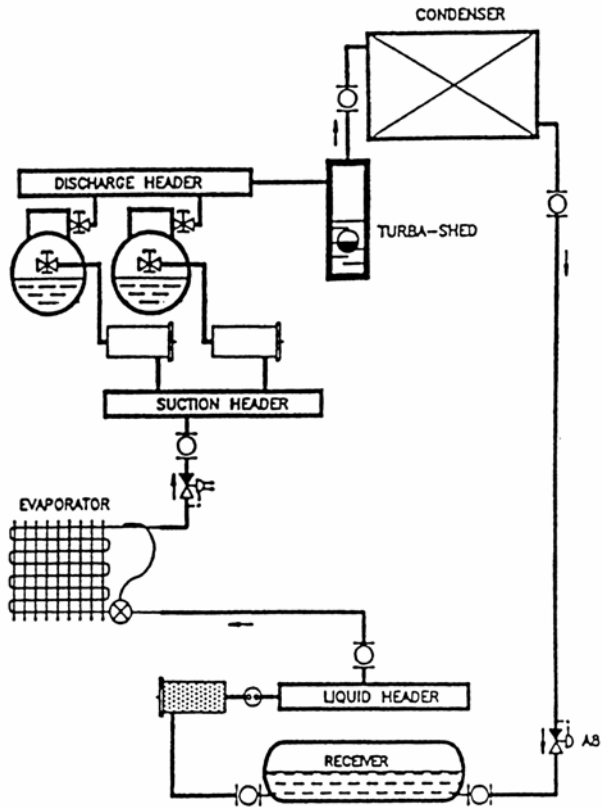 CONDENSER
DISCHARGE HEADER
TURBA-SHED
SUCTION HEADER
EVAPORATOR
LIQUID HEADER
A8
RECEIVER